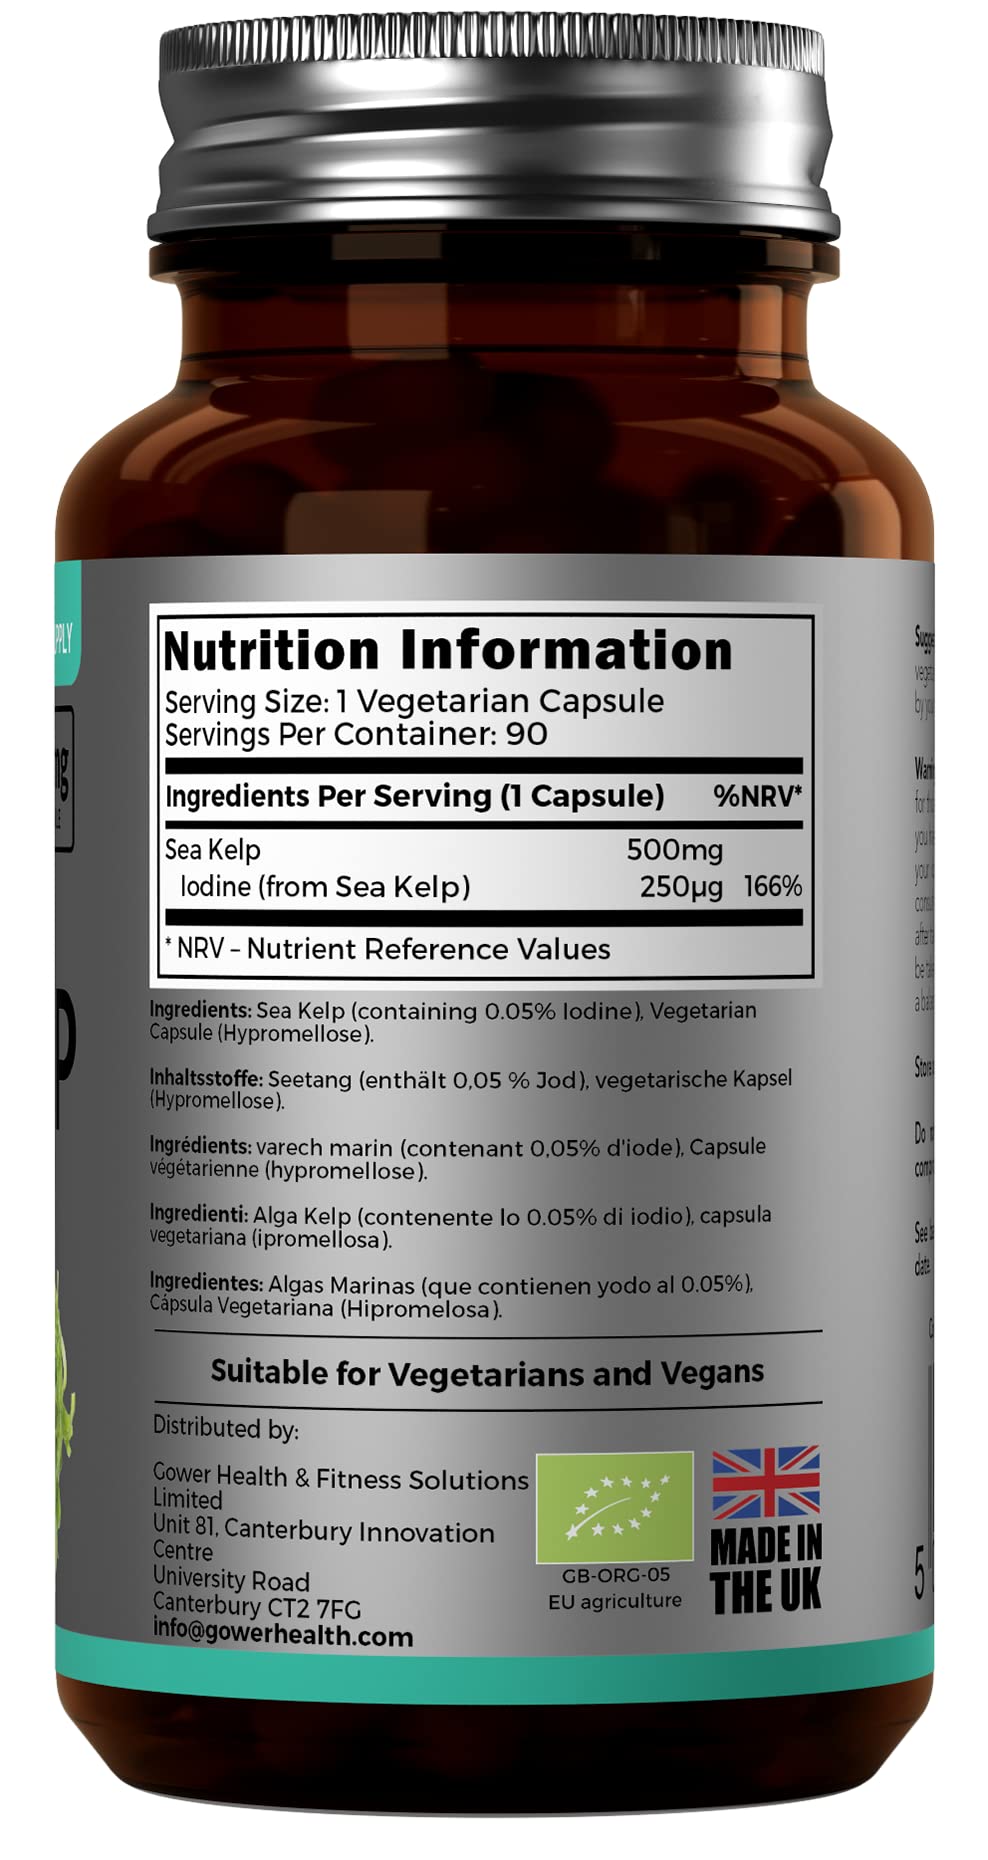 Nutrition Information
Serving Size: 1 Vegetarian Capsule
Servings Per Container: 90
Ingredients Per Serving (1 Capsule) %NRV*
Sea Kelp 500mg
Iodine (from Sea Kelp) 250µg 166%
* NRV – Nutrient Reference Values
Ingredients: Sea Kelp (containing 0.05% Iodine), Vegetarian
Capsule (Hypromellose).
Inhaltsstoffe: Seetang (enthält 0,05 % Jod), vegetarische Kapsel
(Hypromellose).
Ingrédients: varech marin (contenant 0,05% d'iode), Capsule
végétarienne (hypromellose).
Ingredienti: Alga Kelp (contenente lo 0.05% di iodio), capsula
vegetariana (ipromellosa).
Ingredientes: Algas Marinas (que contienen yodo al 0.05%),
Cápsula Vegetariana (Hipromelosa).
Suitable for Vegetarians and Vegans
Distributed by:
Gower Health & Fitness Solutions
Limited
Unit 81, Canterbury Innovation
Centre
University Road
Canterbury CT2 7FG
info@gowerhealth.com
GB-ORG-05
EU agriculture
MADE IN
THE UK
Store
Do
See
date.
5